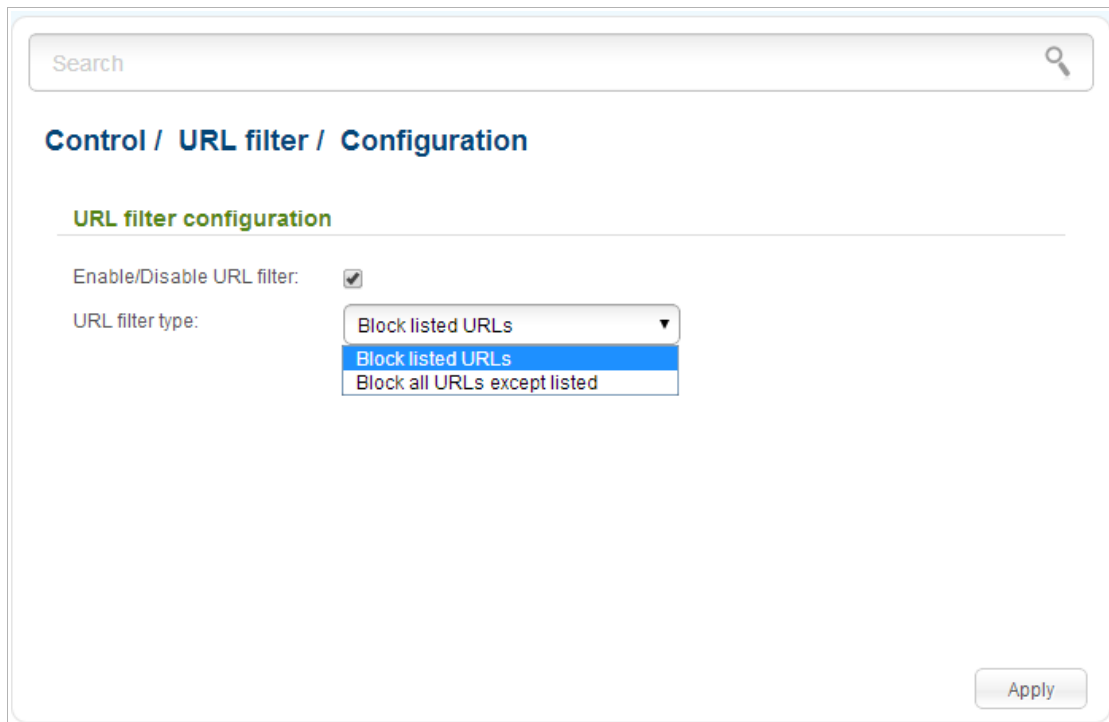 Search
Control / URL filter / Configuration
URL filter configuration
Enable/Disable URL filter:
URL filter type:
Block listed URLs
Block listed URLs
Block all URLs except listed
Apply